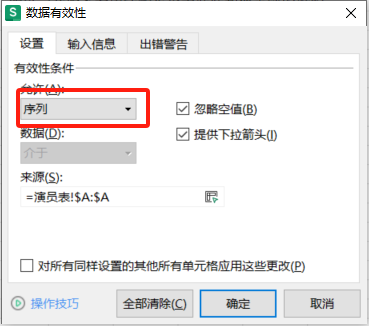 数据有效性
设置 输入信息 出错警告
有效性条件
允许(A):
序列
忽略空值(B)
数据(D):
提供下拉箭头(I)
介于
来源(S):
=演员表!$A:$A
对所有同样设置的其他所有单元格应用这些更改(P)
操作技巧 全部清除(C) 确定 取消